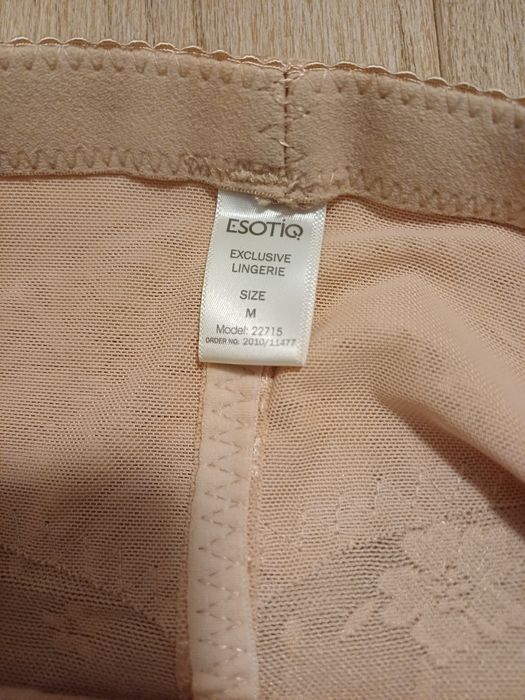 ESOTIQ
EXCLUSIVE
LINGERIE
SIZE
M
Model: 22715
ORDER NO: 2010/11477